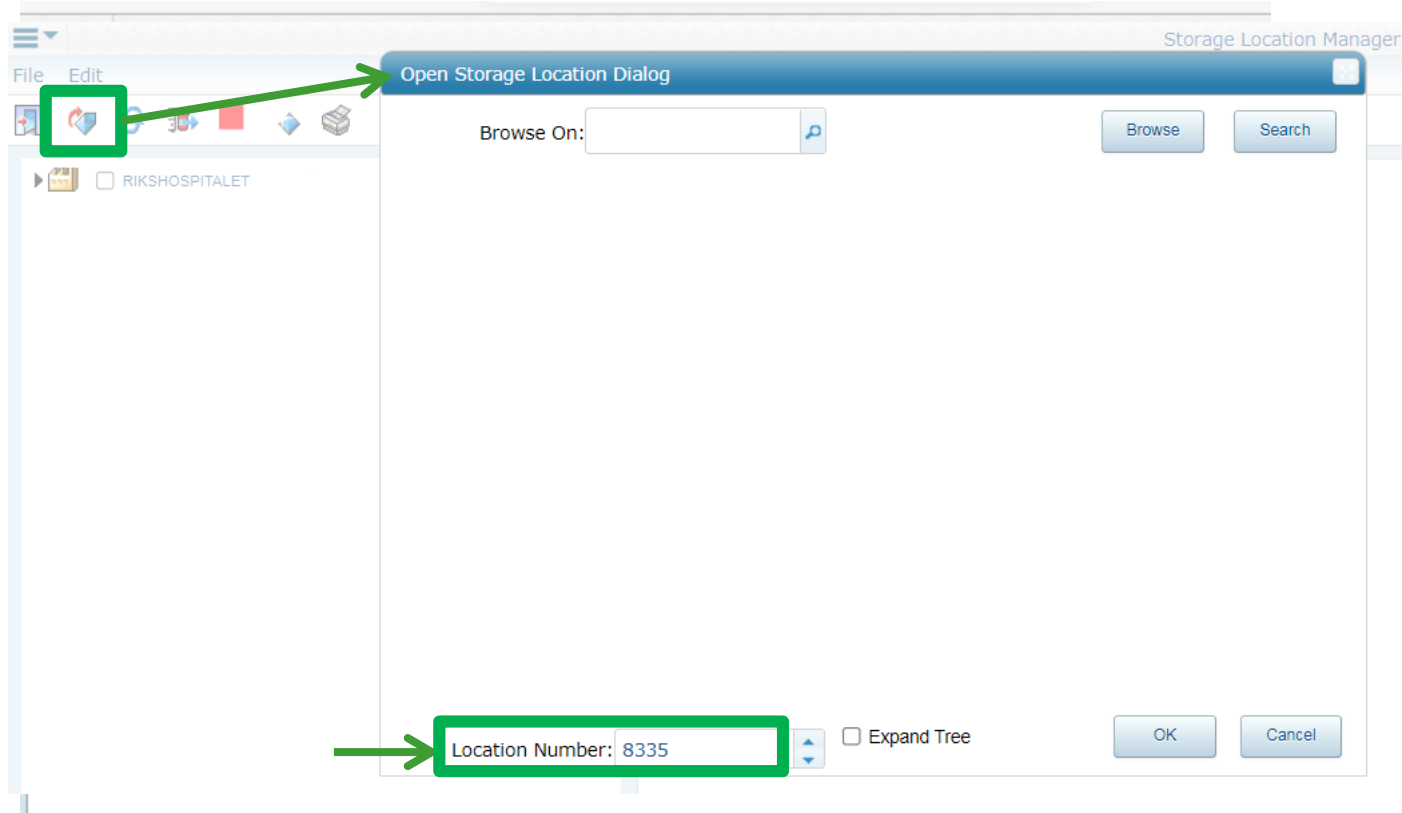 Storage Location Manager
File Edit
Open Storage Location Dialog
Browse On:
Browse
Search
RIKSHOSPITALET
Location Number: 8335
Expand Tree
OK
Cancel